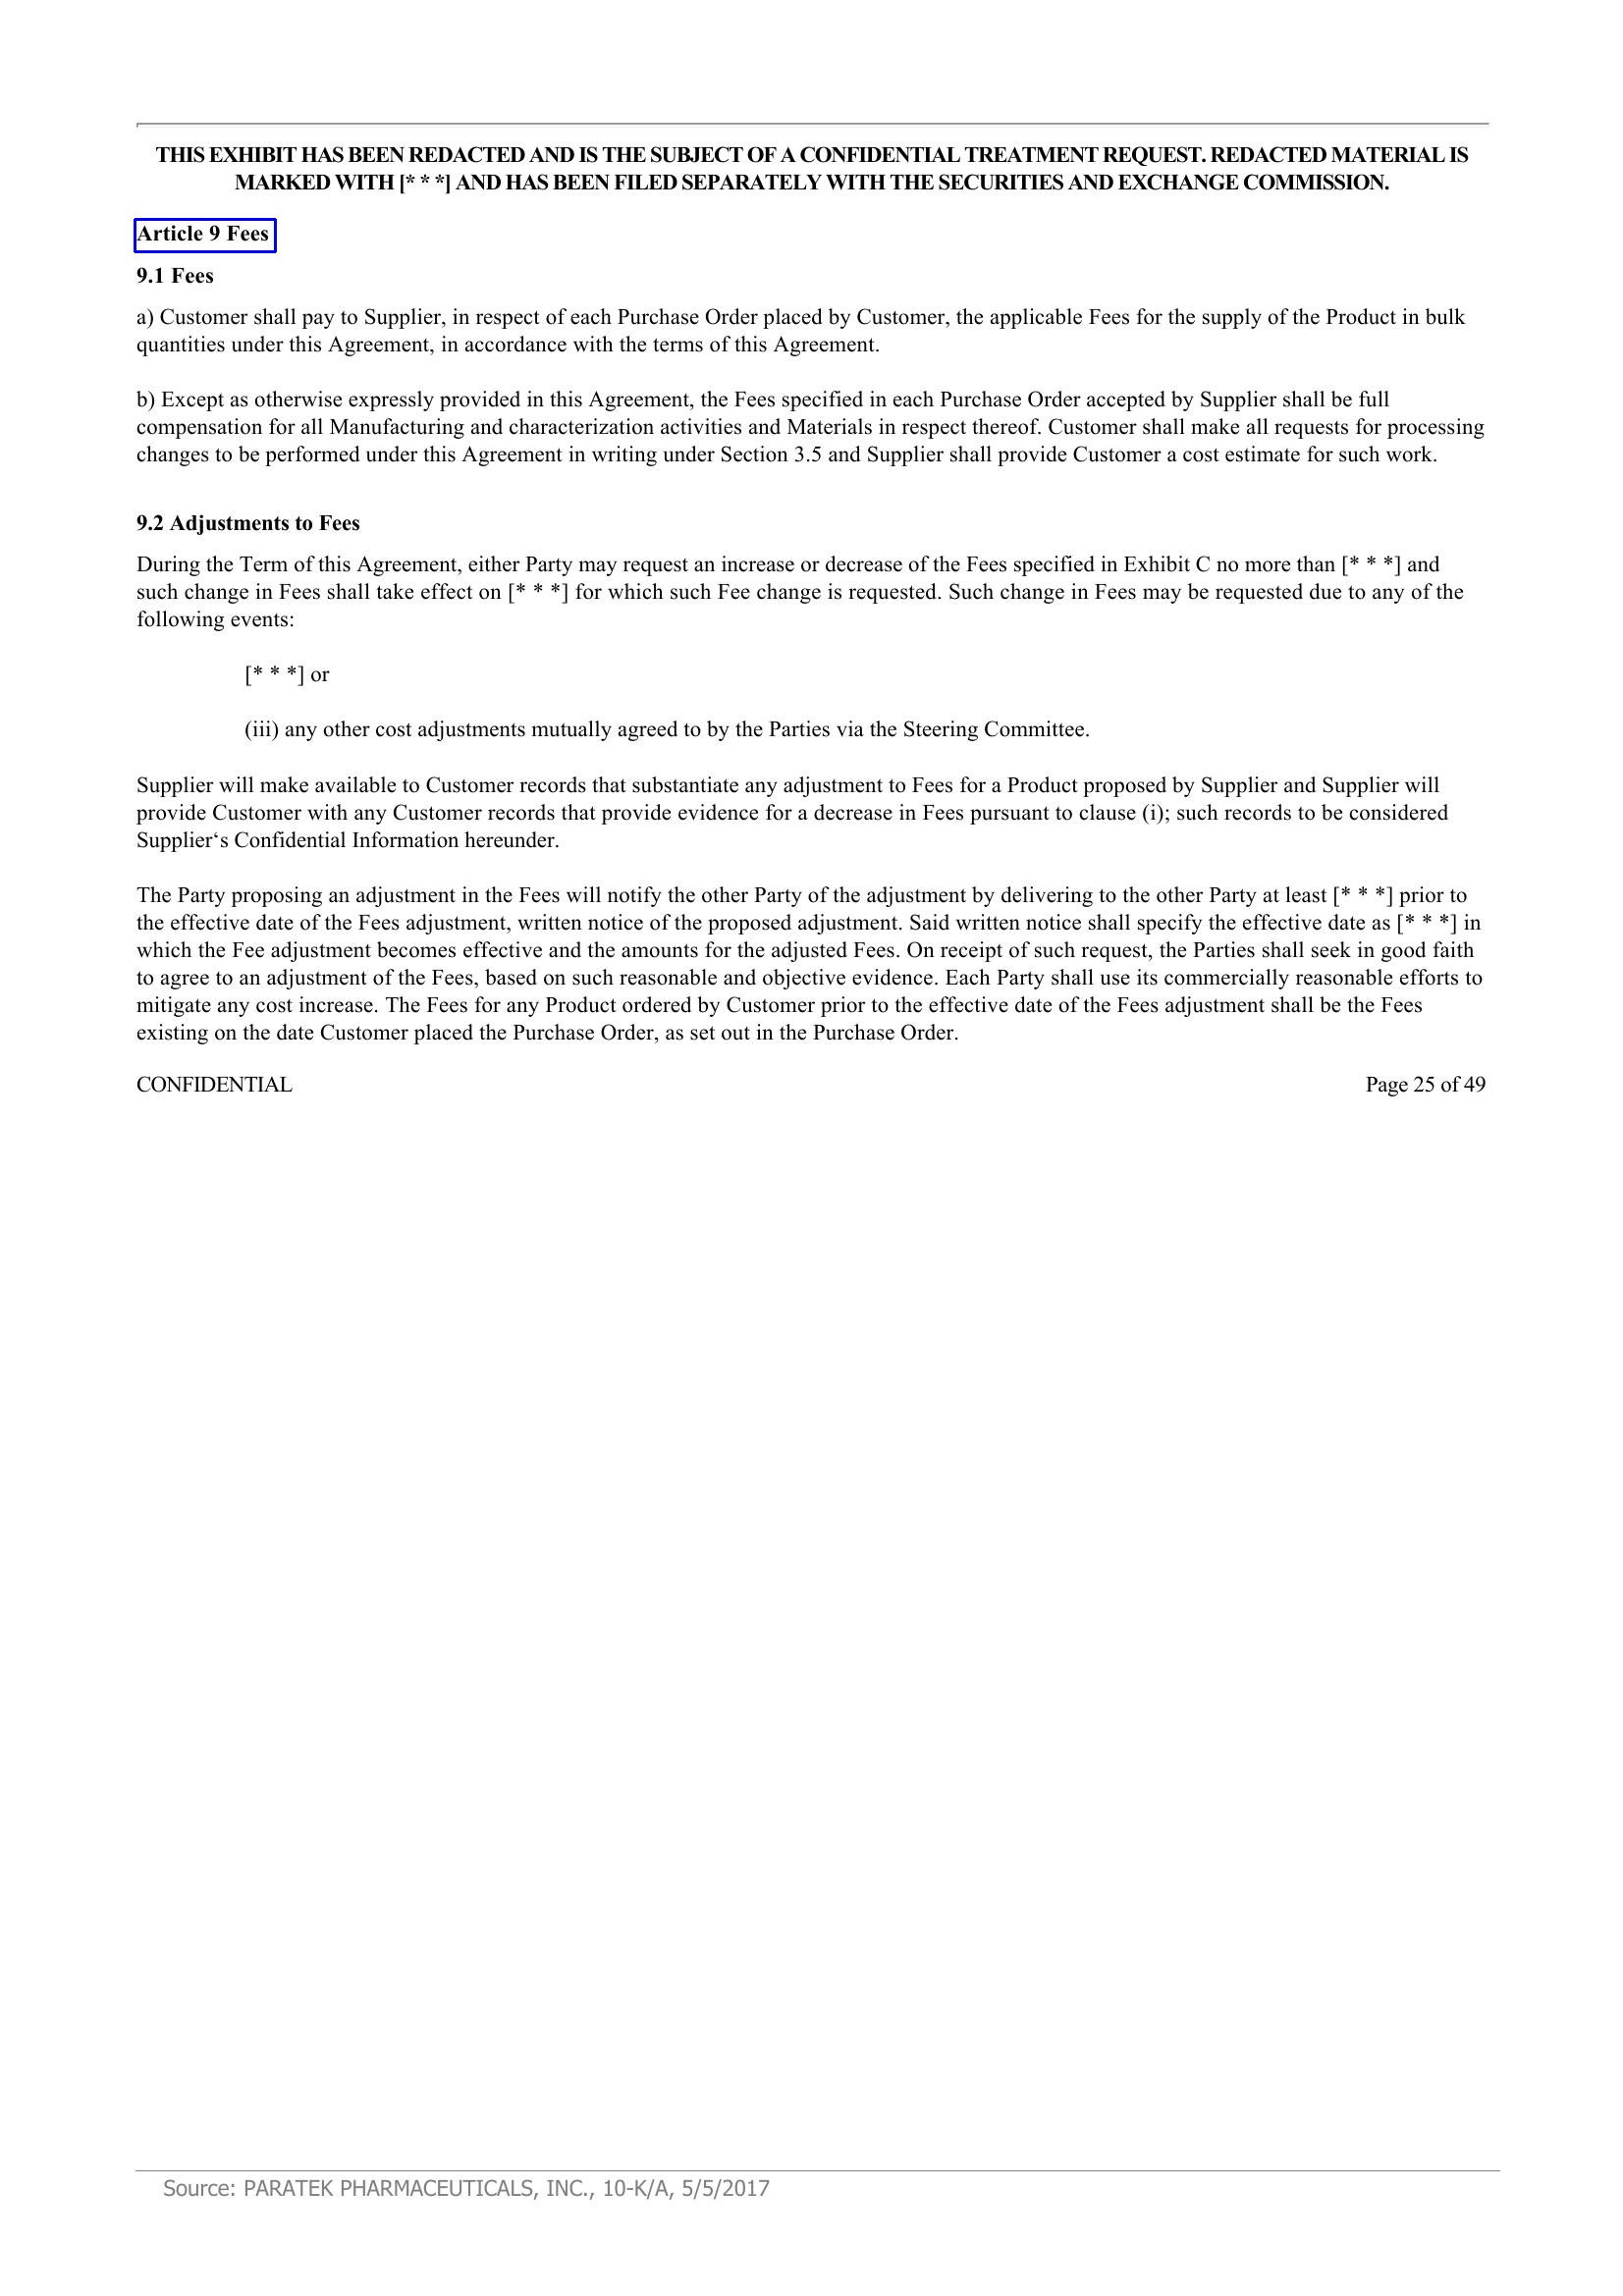 THIS EXHIBIT HAS BEEN REDACTED AND IS THE SUBJECT OF A CONFIDENTIAL TREATMENT REQUEST. REDACTED MATERIAL IS
MARKED WITH [* * *] AND HAS BEEN FILED SEPARATELY WITH THE SECURITIES AND EXCHANGE COMMISSION.
Article 9 Fees
9.1 Fees
a) Customer shall pay to Supplier, in respect of each Purchase Order placed by Customer, the applicable Fees for the supply of the Product in bulk
quantities under this Agreement, in accordance with the terms of this Agreement.
b) Except as otherwise expressly provided in this Agreement, the Fees specified in each Purchase Order accepted by Supplier shall be full
compensation for all Manufacturing and characterization activities and Materials in respect thereof. Customer shall make all requests for processing
changes to be performed under this Agreement in writing under Section 3.5 and Supplier shall provide Customer a cost estimate for such work.
9.2 Adjustments to Fees
During the Term of this Agreement, either Party may request an increase or decrease of the Fees specified in Exhibit C no more than [* * *] and
such change in Fees shall take effect on [* * *] for which such Fee change is requested. Such change in Fees may be requested due to any of the
following events:
[* * *] or
(iii) any other cost adjustments mutually agreed to by the Parties via the Steering Committee.
Supplier will make available to Customer records that substantiate any adjustment to Fees for a Product proposed by Supplier and Supplier will
provide Customer with any Customer records that provide evidence for a decrease in Fees pursuant to clause (i); such records to be considered
Supplier‘s Confidential Information hereunder.
The Party proposing an adjustment in the Fees will notify the other Party of the adjustment by delivering to the other Party at least [* * *] prior to
the effective date of the Fees adjustment, written notice of the proposed adjustment. Said written notice shall specify the effective date as [* * *] in
which the Fee adjustment becomes effective and the amounts for the adjusted Fees. On receipt of such request, the Parties shall seek in good faith
to agree to an adjustment of the Fees, based on such reasonable and objective evidence. Each Party shall use its commercially reasonable efforts to
mitigate any cost increase. The Fees for any Product ordered by Customer prior to the effective date of the Fees adjustment shall be the Fees
existing on the date Customer placed the Purchase Order, as set out in the Purchase Order.
CONFIDENTIAL Page 25 of 49
Source: PARATEK PHARMACEUTICALS, INC., 10-K/A, 5/5/2017